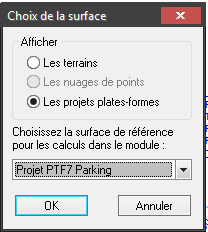 Choix de la surface
Afficher
Les terrains
Les nuages de points
Les projets plates-formes
Choisissez la surface de référence
pour les calculs dans le module :
Projet PTF7 Parking
OK
Annuler